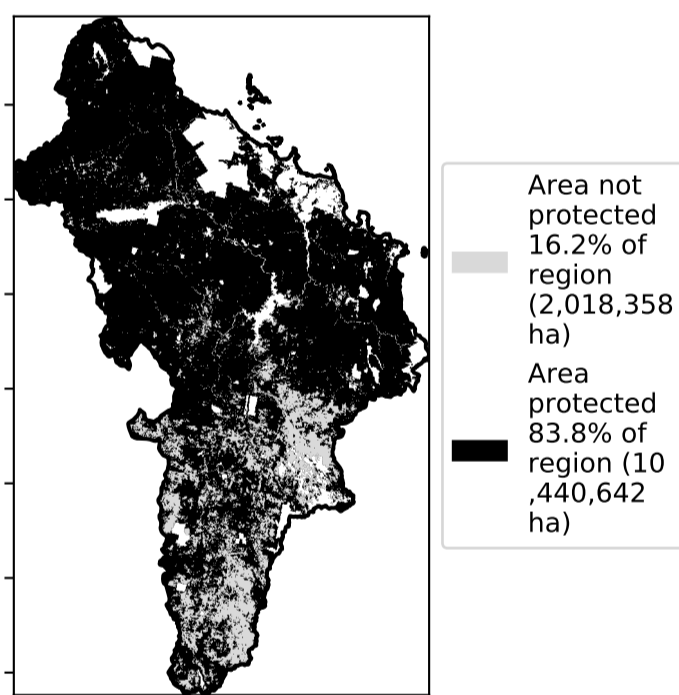 Area not
protected
16.2% of
region
(2,018,358
ha)
Area
protected
83.8% of
region (10
,440,642
ha)